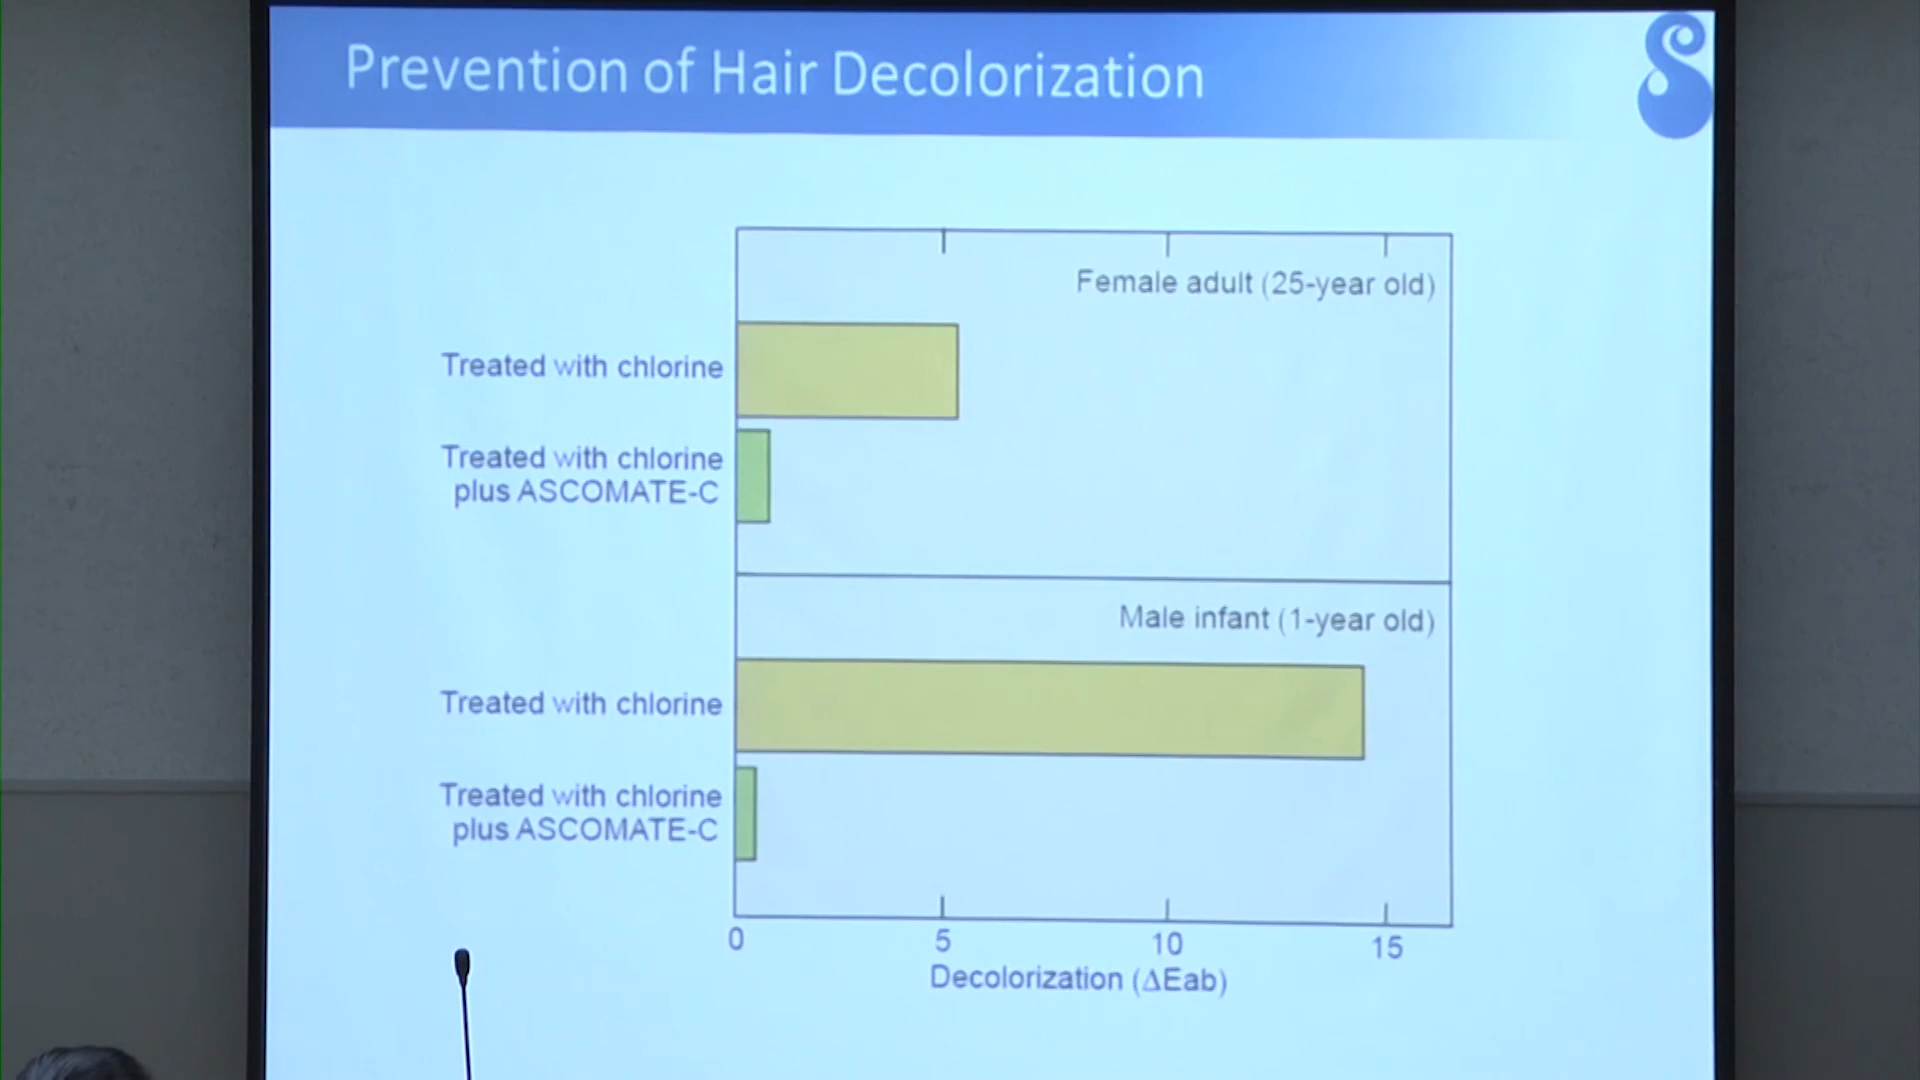 Prevention of Hair Decolorization
Female adult (25-year old)
Treated with chlorine
Treated with chlorine
plus ASCOMATE-C
Male infant (1-year old)
Treated with chlorine
Treated with chlorine
plus ASCOMATE-C
0 5 10 15
Decolorization (ΔEab)